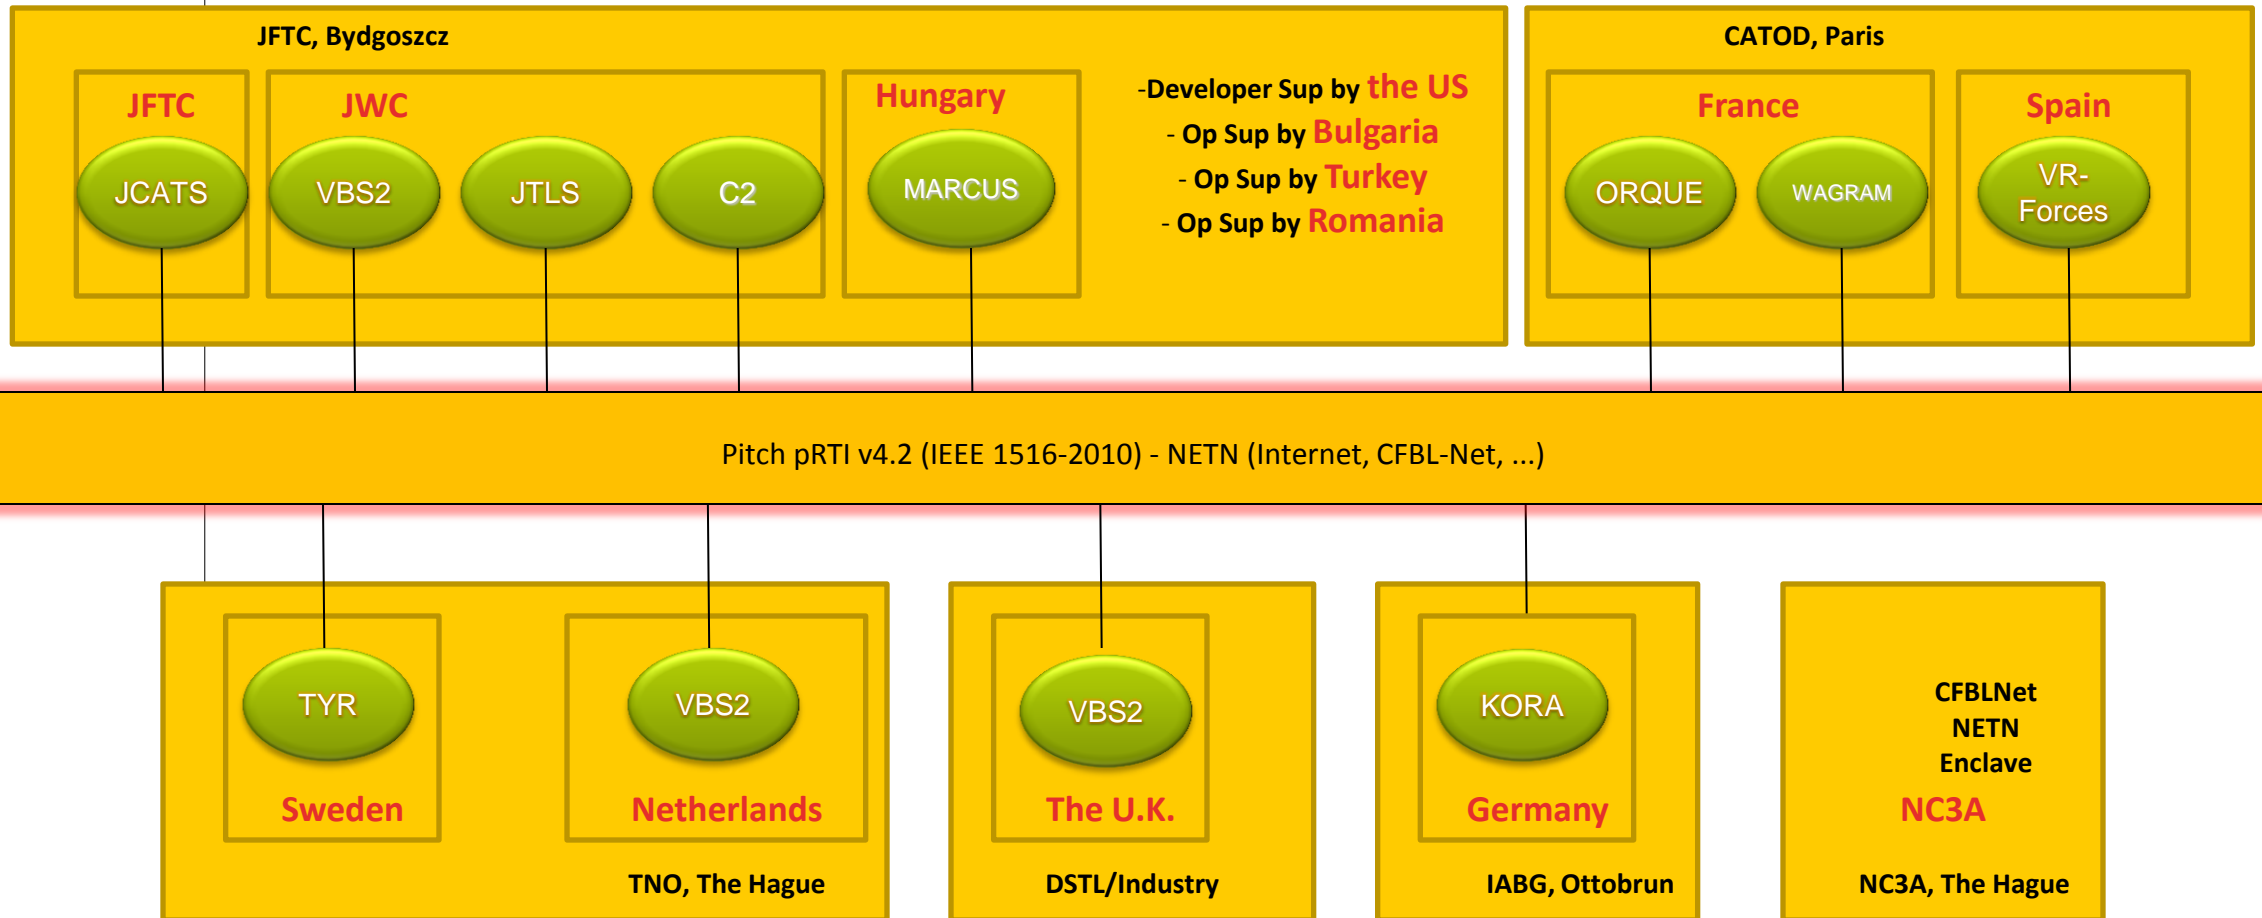 JFTC, Bydgoszcz
JFTC
JCATS
JWC
VBS2
JTLS
C2
Hungary
MARCUS
-Developer Sup by the US
- Op Sup by Bulgaria
- Op Sup by Turkey
- Op Sup by Romania
CATOD, Paris
France
ORQUE
WAGRAM
Spain
VR-
Forces
Pitch pRTI v4.2 (IEEE 1516-2010) - NETN (Internet, CFBL-Net, ...)
TYR
Sweden
VBS2
Netherlands
TNO, The Hague
VBS2
The U.K.
DSTL/Industry
KORA
Germany
IABG, Ottobrun
CFBLNet
NETN
Enclave
NC3A
NC3A, The Hague